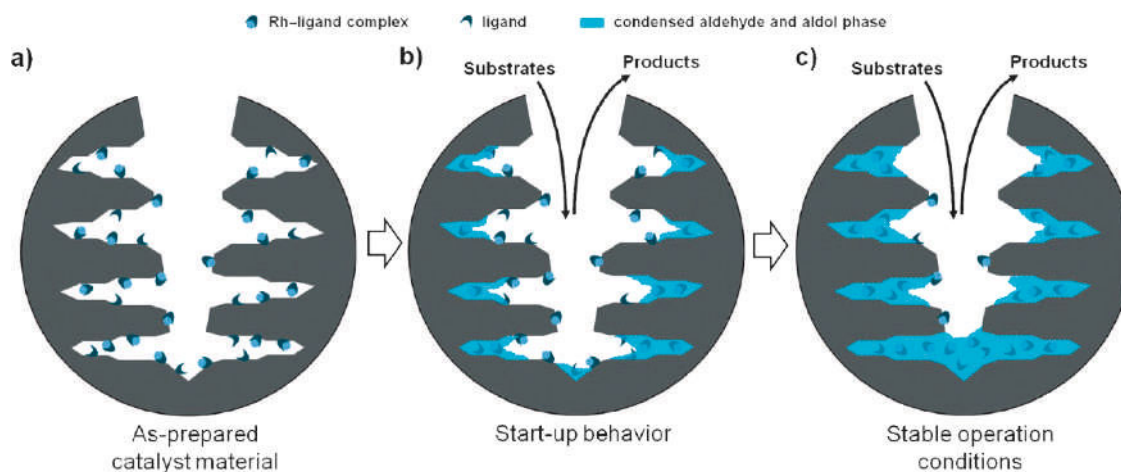 Rh–ligand complex ligand condensed aldehyde and aldol phase
a) b) c)
Substrates Products Substrates Products
As-prepared
catalyst material
Start-up behavior
Stable operation
conditions